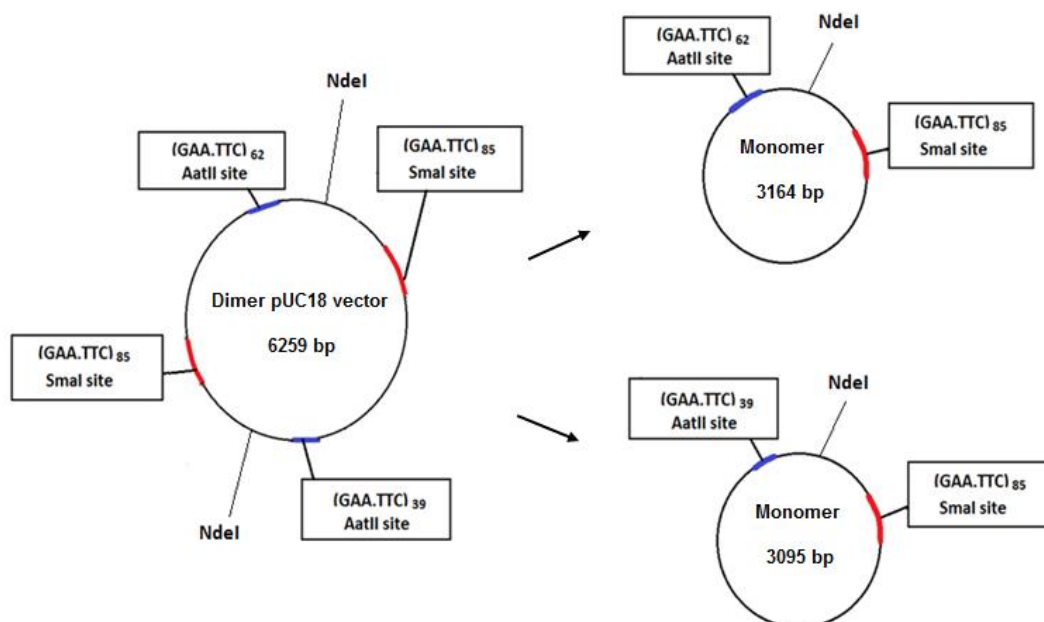 NdeI
(GAA.TTC) 62
AatII site
(GAA.TTC) 85
SmaI site
Dimer pUC18 vector
6259 bp
(GAA.TTC) 85
SmaI site
NdeI
(GAA.TTC) 39
AatII site
(GAA.TTC) 62
AatII site
NdeI
(GAA.TTC) 85
SmaI site
Monomer
3164 bp
(GAA.TTC) 39
AatII site
NdeI
(GAA.TTC) 85
SmaI site
Monomer
3095 bp